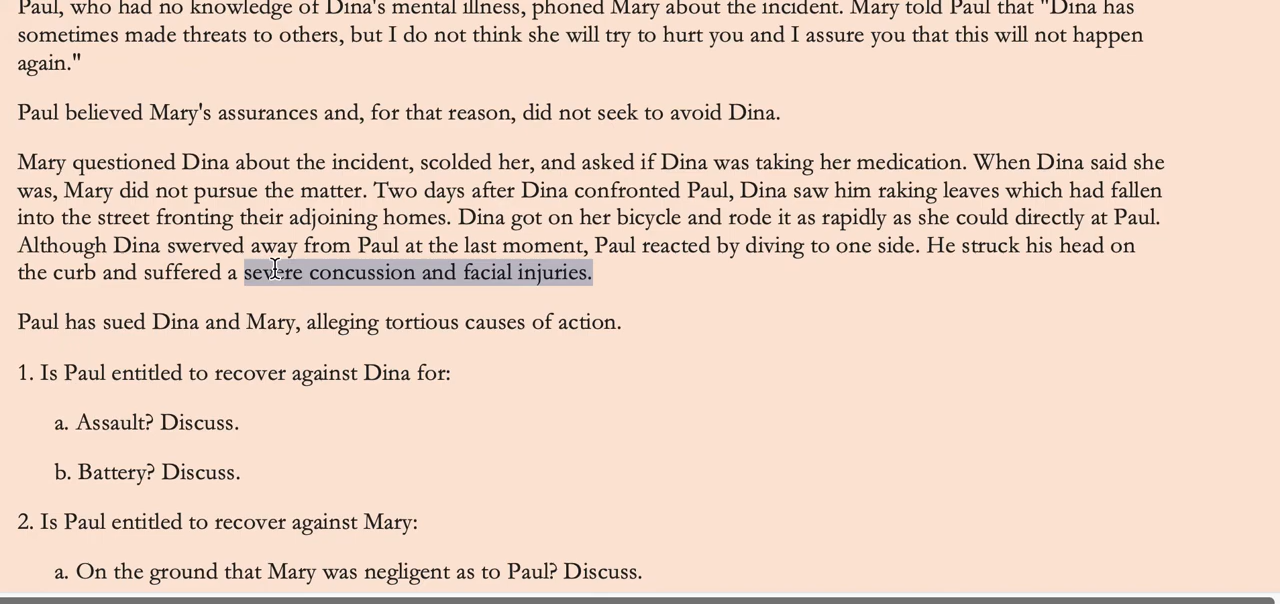 Paul, who had no knowledge of Dina's mental illness, phoned Mary about the incident. Mary told Paul that "Dina has
sometimes made threats to others, but I do not think she will try to hurt you and I assure you that this will not happen
again."
Paul believed Mary's assurances and, for that reason, did not seek to avoid Dina.
Mary questioned Dina about the incident, scolded her, and asked if Dina was taking her medication. When Dina said she
was, Mary did not pursue the matter. Two days after Dina confronted Paul, Dina saw him raking leaves which had fallen
into the street fronting their adjoining homes. Dina got on her bicycle and rode it as rapidly as she could directly at Paul.
Although Dina swerved away from Paul at the last moment, Paul reacted by diving to one side. He struck his head on
the curb and suffered a severe concussion and facial injuries.
Paul has sued Dina and Mary, alleging tortious causes of action.
1. Is Paul entitled to recover against Dina for:
a. Assault? Discuss.
b. Battery? Discuss.
2. Is Paul entitled to recover against Mary:
a. On the ground that Mary was negligent as to Paul? Discuss.